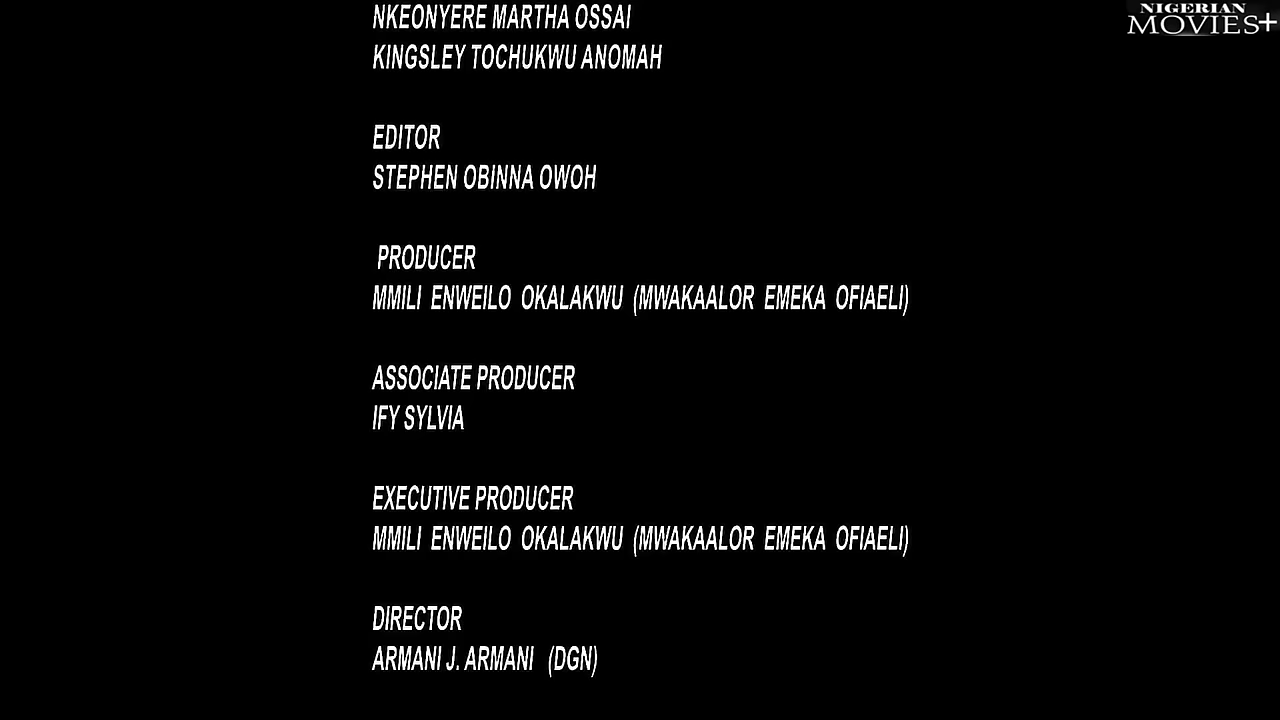 NKEONYERE MARTHA OSSAI
KINGSLEY TOCHUKWU ANOMAH
EDITOR
STEPHEN OBINNA OWOH
PRODUCER
MMILI ENWEILO OKALAKWU (MWAKAALOR EMEKA OFIAELI)
ASSOCIATE PRODUCER
IFY SYLVIA
EXECUTIVE PRODUCER
MMILI ENWEILO OKALAKWU (MWAKAALOR EMEKA OFIAELI)
DIRECTOR
ARMANI J. ARMANI (DGN)
NIGERIAN
MOVIES+